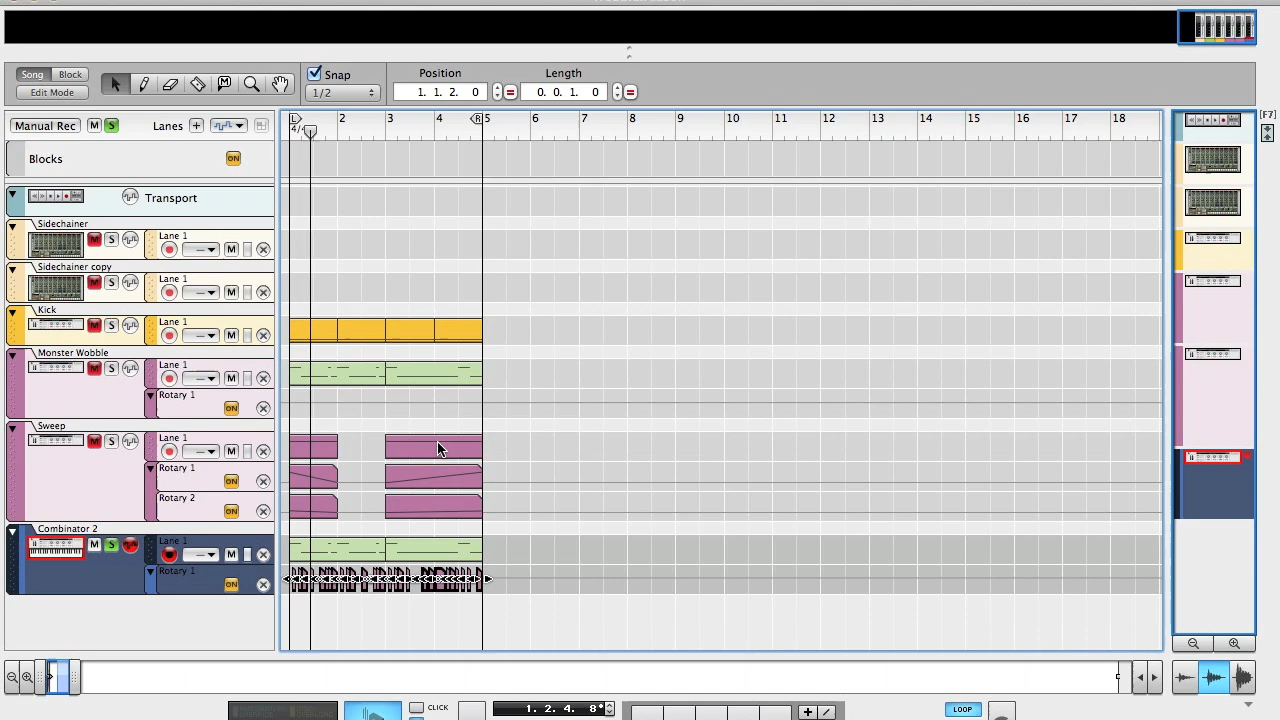 Song Block
Edit Mode
Snap
1/2
Position
1. 1. 2. 0
Length
0. 0. 1. 0
Manual Rec M S Lanes +
L 2 3 4 R 5 6 7 8 9 10 11 12 13 14 15 16 17 18
4/
[F7]
Blocks ON
Transport
Sidechainer
M S Lane 1
— M
Sidechainer copy
M S Lane 1
— M
Kick
M S Lane 1
— M
Monster Wobble
M S Lane 1
— M
Rotary 1
ON
Sweep
M S Lane 1
— M
Rotary 1
ON
Rotary 2
ON
Combinator 2
M S Lane 1
— M
Rotary 1
ON
CLICK
1. 2. 4. 8*
LOOP